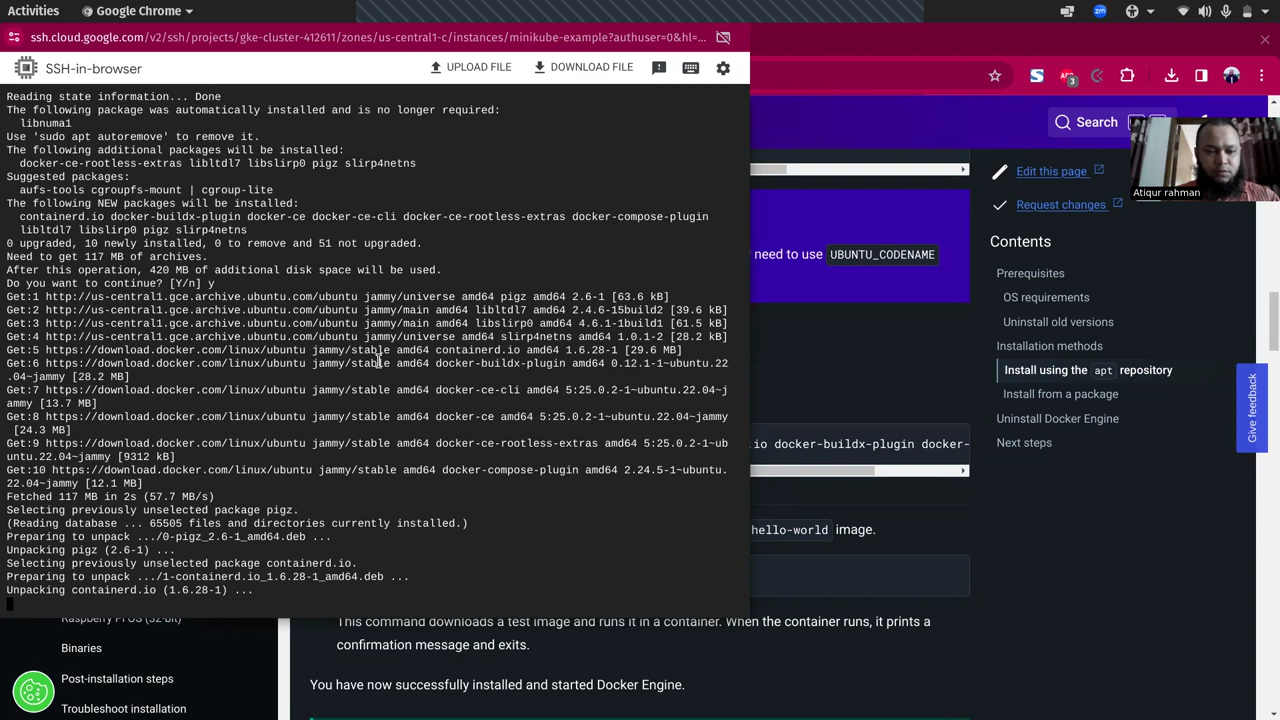 Activities
Google Chrome
ssh.cloud.google.com/v2/ssh/projects/gke-cluster-412611/zones/us-central1-c/instances/minikube-example?authuser=0&hl=...
SSH-in-browser
UPLOAD FILE
DOWNLOAD FILE
Reading state information... Done
The following package was automatically installed and is no longer required:
libnuma1
Use 'sudo apt autoremove' to remove it.
The following additional packages will be installed:
docker-ce-rootless-extras libltdl7 libslirp0 pigz slirp4netns
Suggested packages:
aufs-tools cgroupfs-mount | cgroup-lite
The following NEW packages will be installed:
containerd.io docker-buildx-plugin docker-ce docker-ce-cli docker-ce-rootless-extras docker-compose-plugin
libltdl7 libslirp0 pigz slirp4netns
0 upgraded, 10 newly installed, 0 to remove and 51 not upgraded.
Need to get 117 MB of archives.
After this operation, 420 MB of additional disk space will be used.
Do you want to continue? [Y/n] y
Get:1 http://us-central1.gce.archive.ubuntu.com/ubuntu jammy/universe amd64 pigz amd64 2.6-1 [63.6 kB]
Get:2 http://us-central1.gce.archive.ubuntu.com/ubuntu jammy/main amd64 libltdl7 amd64 2.4.6-15build2 [39.6 kB]
Get:3 http://us-central1.gce.archive.ubuntu.com/ubuntu jammy/main amd64 libslirp0 amd64 4.6.1-1build1 [61.5 kB]
Get:4 http://us-central1.gce.archive.ubuntu.com/ubuntu jammy/universe amd64 slirp4netns amd64 1.0.1-2 [28.2 kB]
Get:5 https://download.docker.com/linux/ubuntu jammy/stable amd64 containerd.io amd64 1.6.28-1 [29.6 MB]
Get:6 https://download.docker.com/linux/ubuntu jammy/stable amd64 docker-buildx-plugin amd64 0.12.1-1~ubuntu.22
.04~jammy [28.2 MB]
Get:7 https://download.docker.com/linux/ubuntu jammy/stable amd64 docker-ce-cli amd64 5:25.0.2-1~ubuntu.22.04~j
ammy [13.7 MB]
Get:8 https://download.docker.com/linux/ubuntu jammy/stable amd64 docker-ce amd64 5:25.0.2-1~ubuntu.22.04~jammy
[24.3 MB]
Get:9 https://download.docker.com/linux/ubuntu jammy/stable amd64 docker-ce-rootless-extras amd64 5:25.0.2-1~ub
untu.22.04~jammy [9312 kB]
Get:10 https://download.docker.com/linux/ubuntu jammy/stable amd64 docker-compose-plugin amd64 2.24.5-1~ubuntu.
22.04~jammy [12.1 MB]
Fetched 117 MB in 2s (57.7 MB/s)
Selecting previously unselected package pigz.
(Reading database ... 65505 files and directories currently installed.)
Preparing to unpack .../0-pigz_2.6-1_amd64.deb ...
Unpacking pigz (2.6-1) ...
Selecting previously unselected package containerd.io.
Preparing to unpack .../1-containerd.io_1.6.28-1_amd64.deb ...
Unpacking containerd.io (1.6.28-1) ...
Raspberry Pi OS (32-bit)
Binaries
Post-installation steps
Troubleshoot installation
need to use UBUNTU_CODENAME
io docker-buildx-plugin docker-
hello-world image.
This command downloads a test image and runs it in a container. When the container runs, it prints a
confirmation message and exits.
You have now successfully installed and started Docker Engine.
3
Search
Atiqur rahman
Edit this page
Request changes
Contents
Prerequisites
OS requirements
Uninstall old versions
Installation methods
Install using the apt repository
Install from a package
Uninstall Docker Engine
Next steps
Give feedback